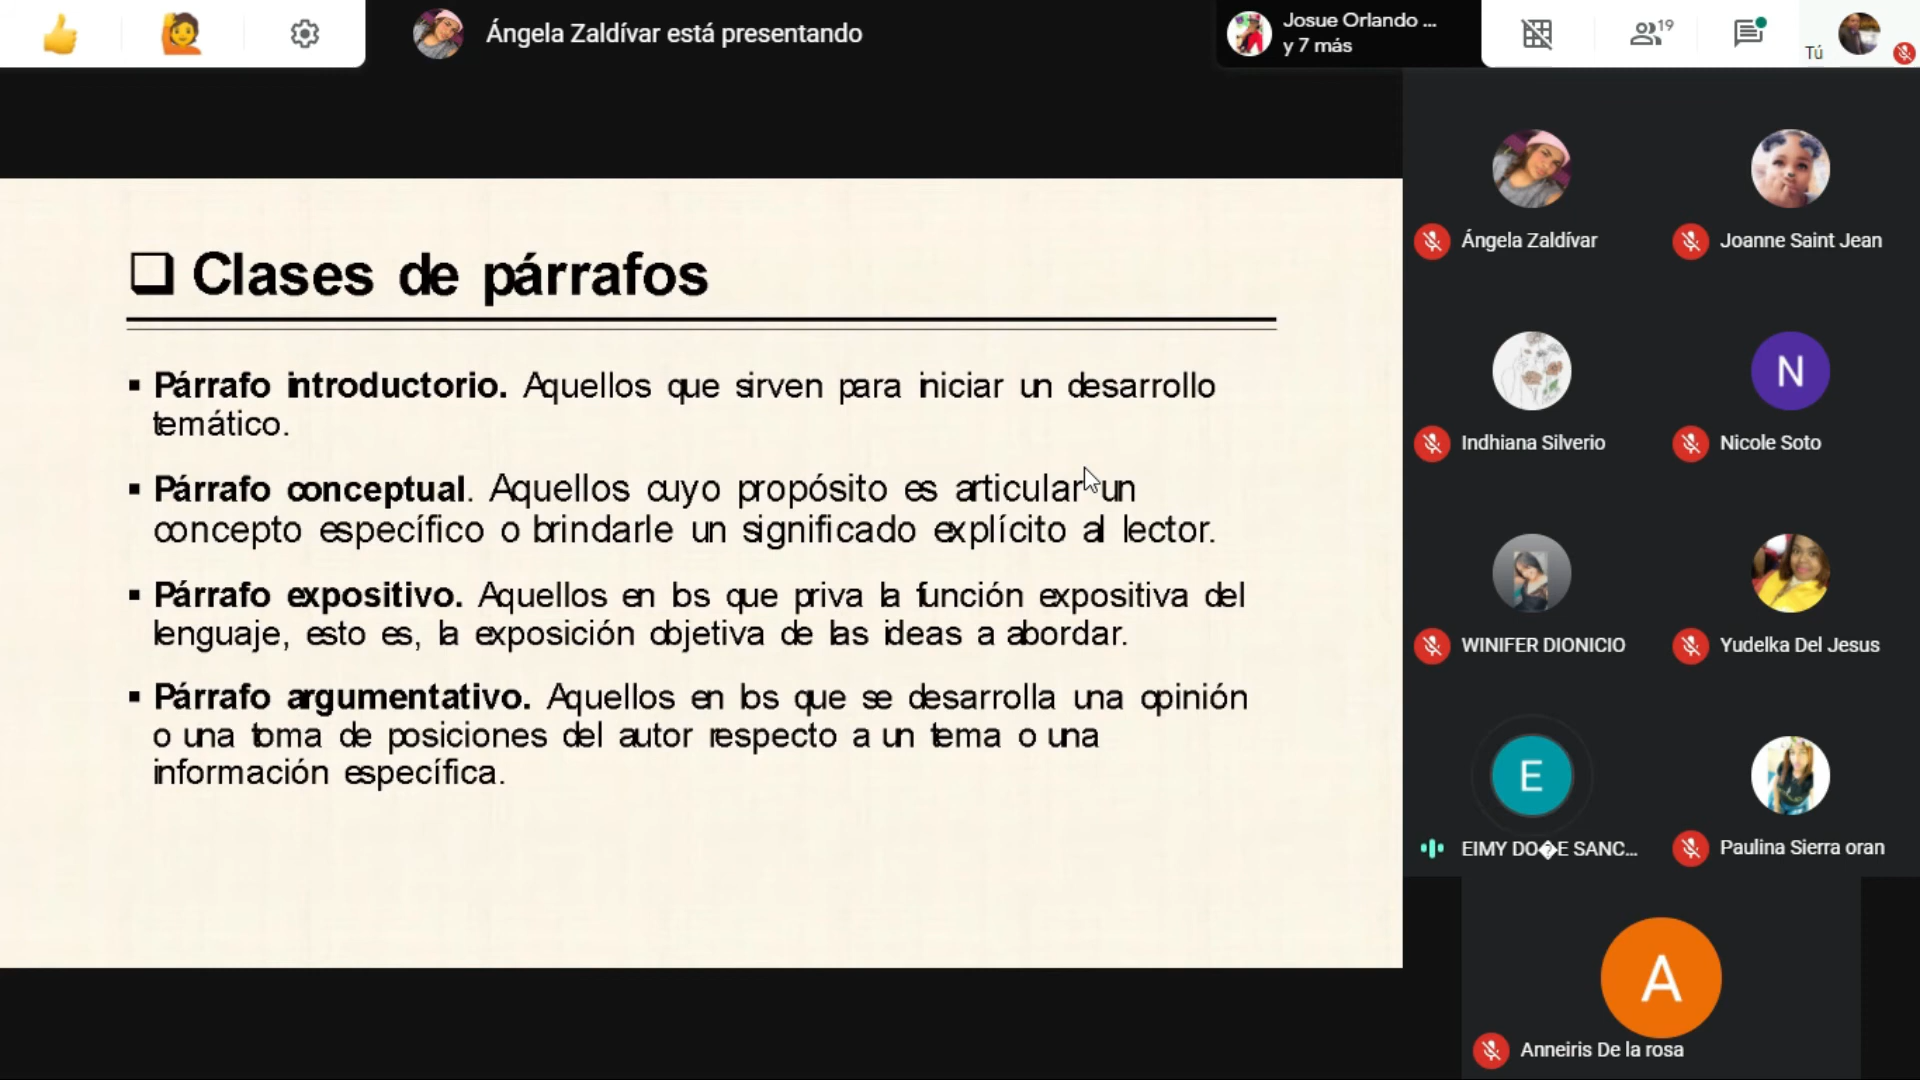 Ángela Zaldívar está presentando
Josue Orlando ...
y 7 más
19
Tú
❑ Clases de párrafos
▪ Párrafo introductorio. Aquellos que sirven para iniciar un desarrollo
temático.
▪ Párrafo conceptual. Aquellos cuyo propósito es articular un
concepto específico o brindarle un significado explícito al lector.
▪ Párrafo expositivo. Aquellos en los que priva la función expositiva del
lenguaje, esto es, la exposición objetiva de las ideas a abordar.
▪ Párrafo argumentativo. Aquellos en los que se desarrolla una opinión
o una toma de posiciones del autor respecto a un tema o una
información específica.
Ángela Zaldívar
Joanne Saint Jean
N
Indhiana Silverio
Nicole Soto
WINIFER DIONICIO
Yudelka Del Jesus
E
EIMY DO�E SANC...
Paulina Sierra oran
A
Anneiris De la rosa